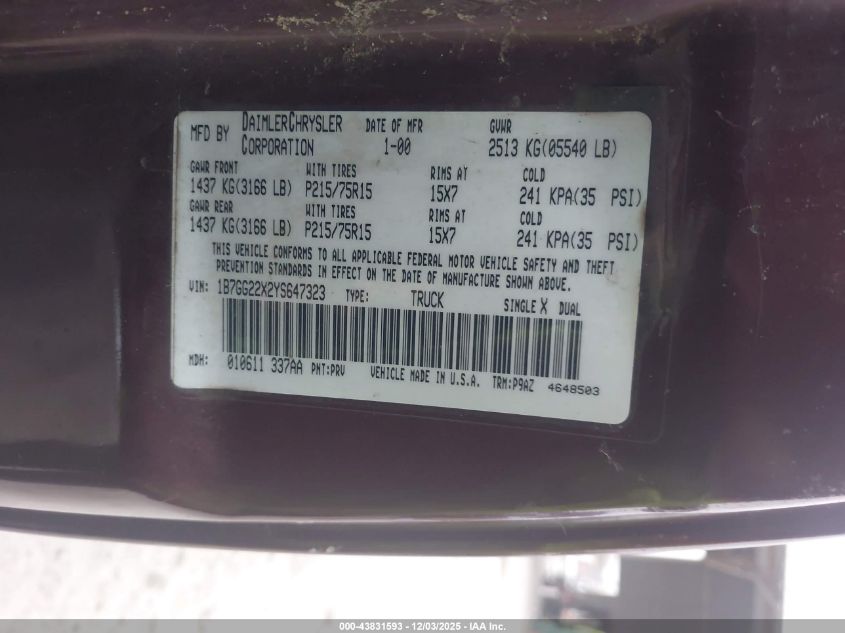 MFD BY DAIMLERCHRYSLER CORPORATION DATE OF MFR 1-00 GVWR 2513 KG(05540 LB)
GAWR FRONT WITH TIRES RIMS AT COLD
1437 KG(3166 LB) P215/75R15 15X7 241 KPA(35 PSI)
GAWR REAR WITH TIRES RIMS AT COLD
1437 KG(3166 LB) P215/75R15 15X7 241 KPA(35 PSI)
THIS VEHICLE CONFORMS TO ALL APPLICABLE FEDERAL MOTOR VEHICLE SAFETY AND THEFT
PREVENTION STANDARDS IN EFFECT ON THE DATE OF MANUFACTURE SHOWN ABOVE.
VIN: 1B7GG22X2YS647323 TYPE: TRUCK SINGLE X DUAL
MDH: 010611 337AA PNT:PRV VEHICLE MADE IN U.S.A. TRM:P9AZ 4648503
000-43831593 - 12/03/2025 - IAA Inc.